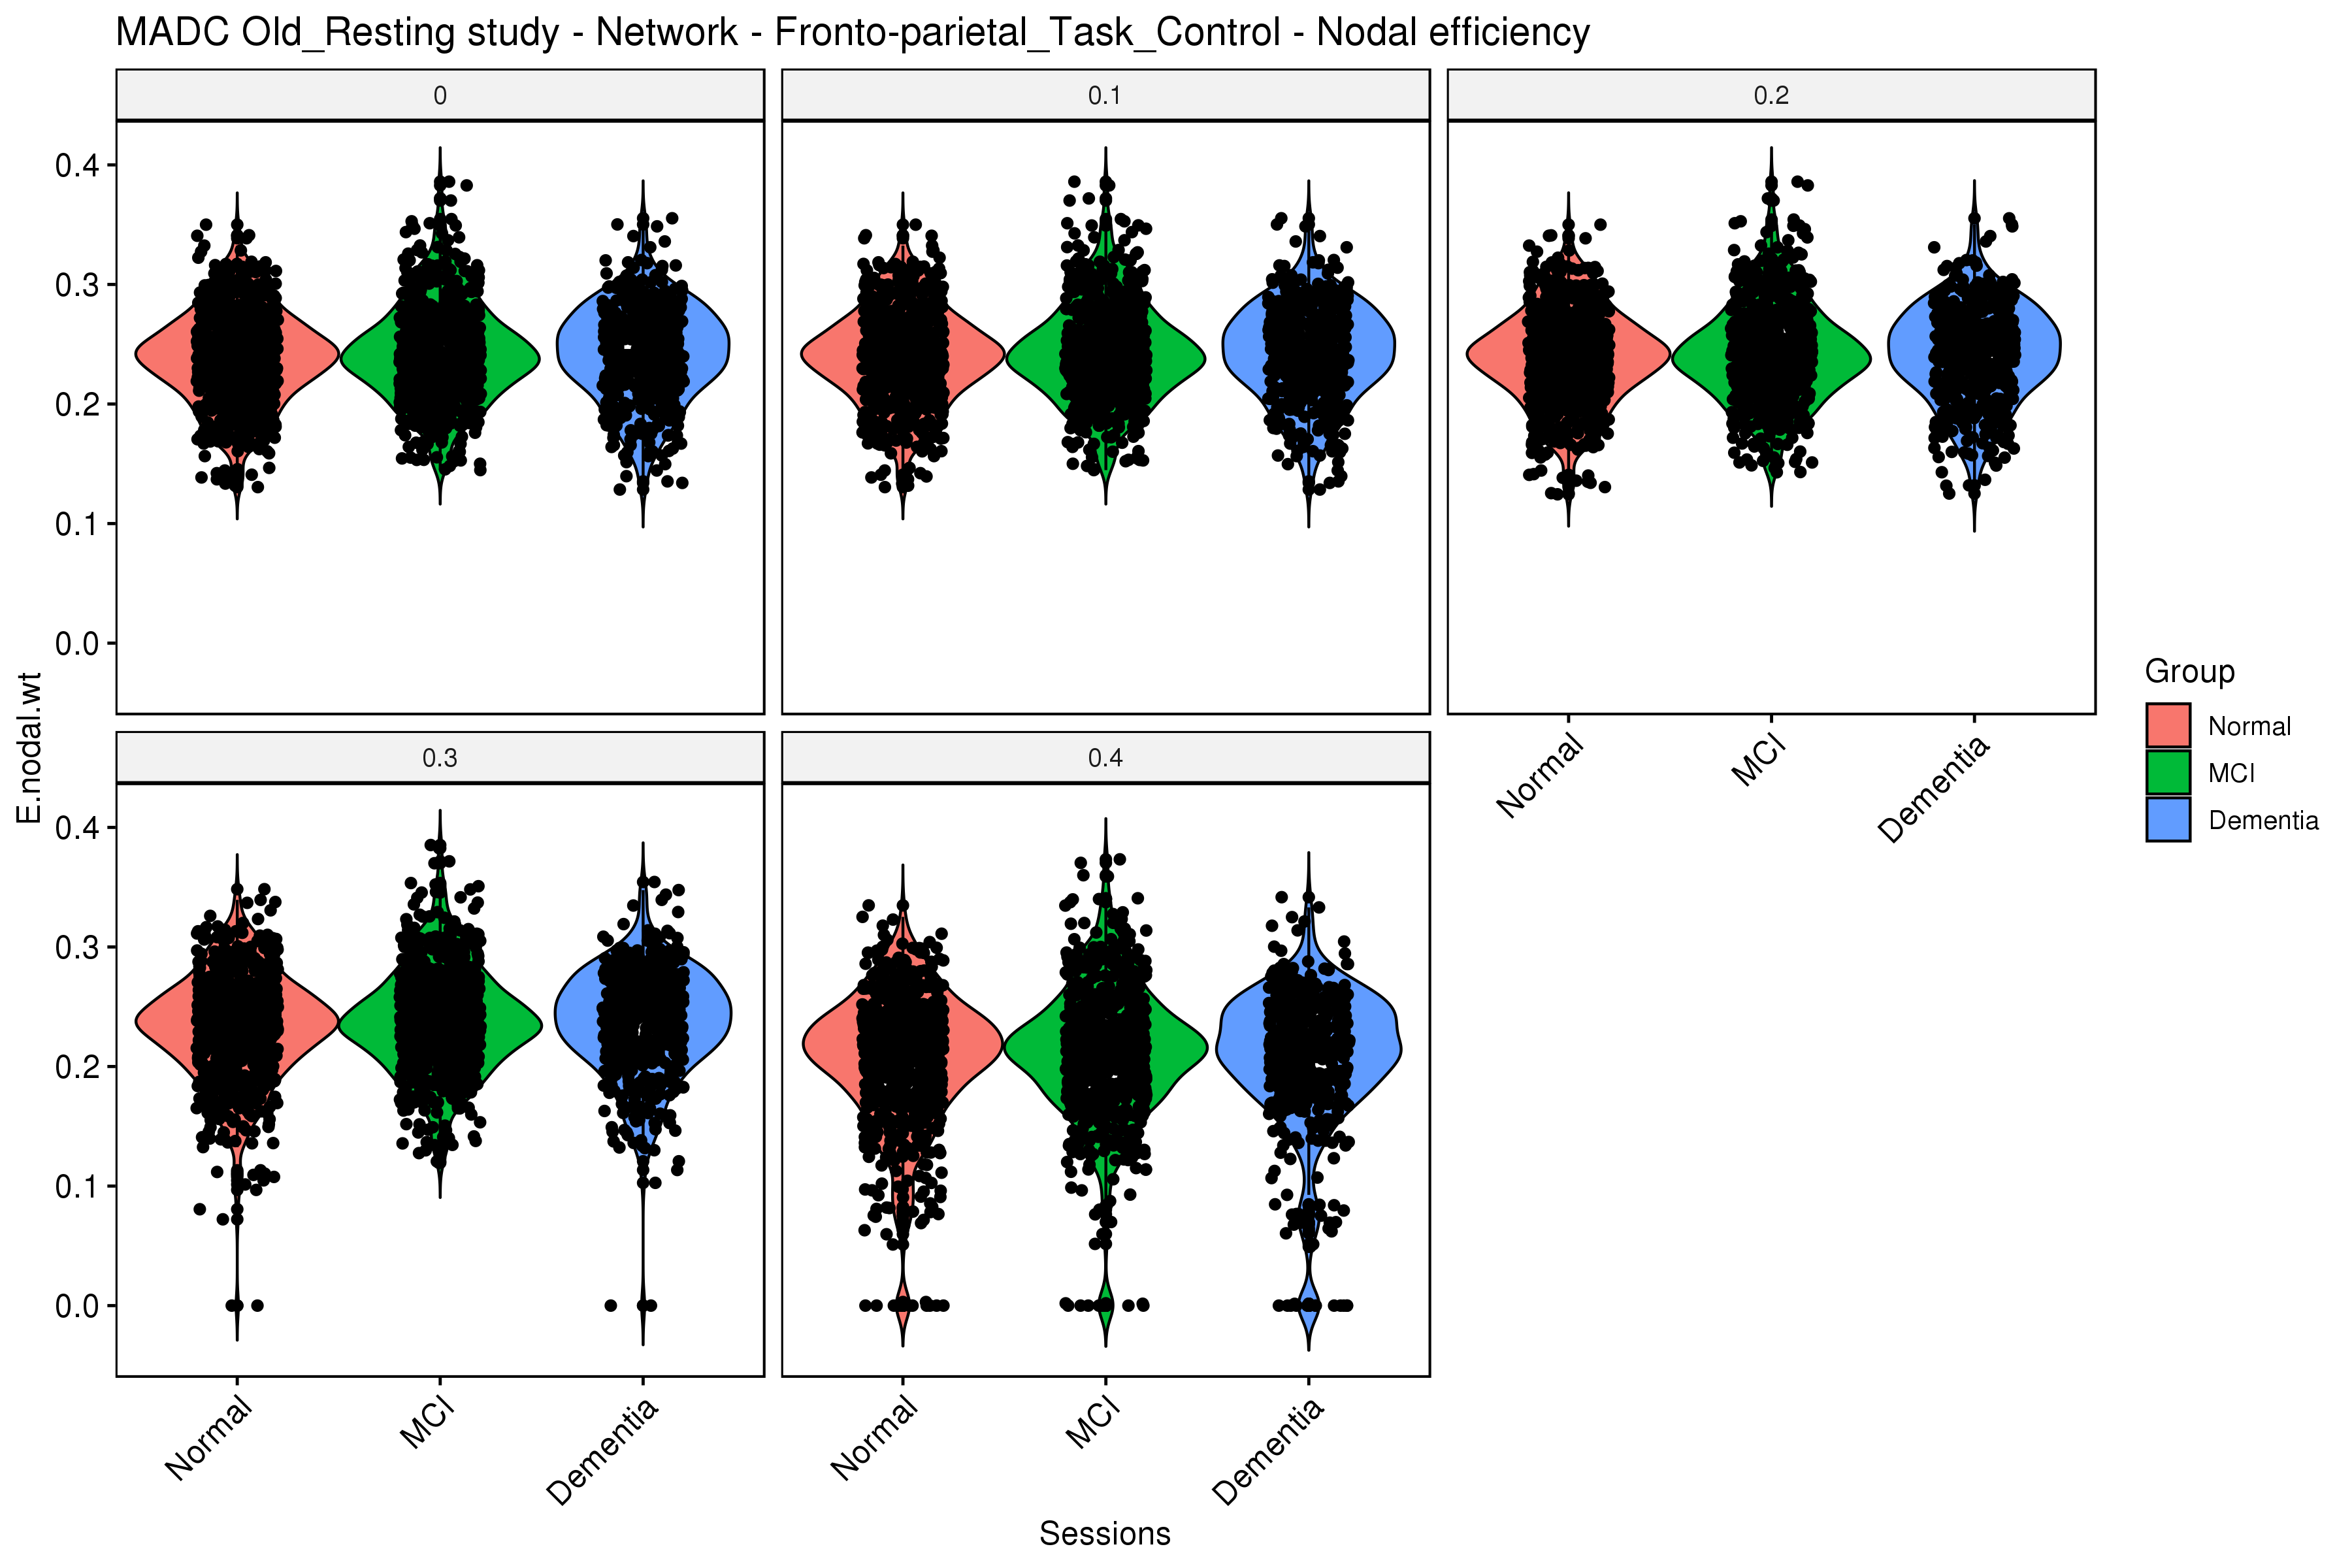 MADC Old_Resting study - Network - Fronto-parietal_Task_Control - Nodal efficiency
0
0.1
0.2
0.4
0.3
0.2
0.1
0.0
Normal
MCI
Dementia
0.3
0.4
0.4
0.3
0.2
0.1
0.0
Normal
MCI
Dementia
Normal
MCI
Dementia
E.nodal.wt
Sessions
Group
Normal
MCI
Dementia